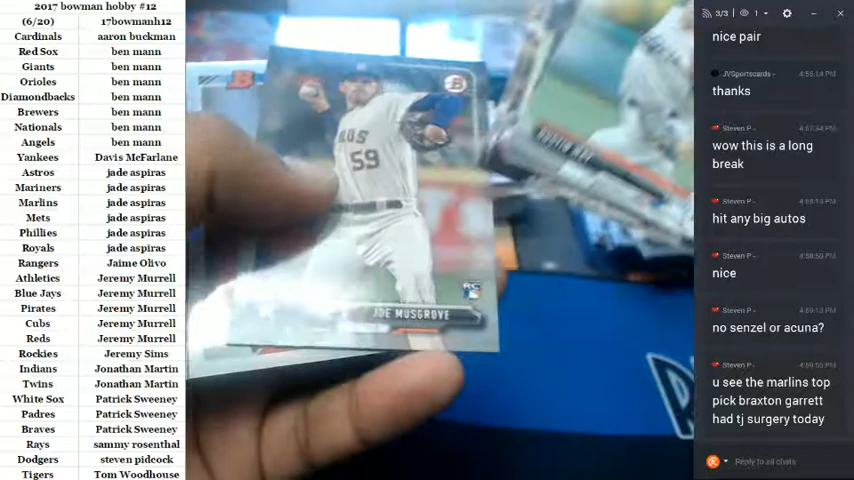 2017 bowman hobby #12
(6/20) 17bowmanh12
Cardinals aaron buckman
Red Sox ben mann
Giants ben mann
Orioles ben mann
Diamondbacks ben mann
Brewers ben mann
Nationals ben mann
Angels ben mann
Yankees Davis McFarlane
Astros jade aspiras
Mariners jade aspiras
Marlins jade aspiras
Mets jade aspiras
Phillies jade aspiras
Royals jade aspiras
Rangers Jaime Olivo
Athletics Jeremy Murrell
Blue Jays Jeremy Murrell
Pirates Jeremy Murrell
Cubs Jeremy Murrell
Reds Jeremy Murrell
Rockies Jeremy Sims
Indians Jonathan Martin
Twins Jonathan Martin
White Sox Patrick Sweeney
Padres Patrick Sweeney
Braves Patrick Sweeney
Rays sammy rosenthal
Dodgers steven pidcock
Tigers Tom Woodhouse
B
59
RC
JOE MUSGROVE
3/3 1
nice pair
JVSportscards
thanks
Steven P
wow this is a long
break
Steven P
hit any big autos
Steven P
nice
Steven P
no senzel or acuna?
Steven P
u see the marlins top
pick braxton garrett
had tj surgery today
Reply to all chats